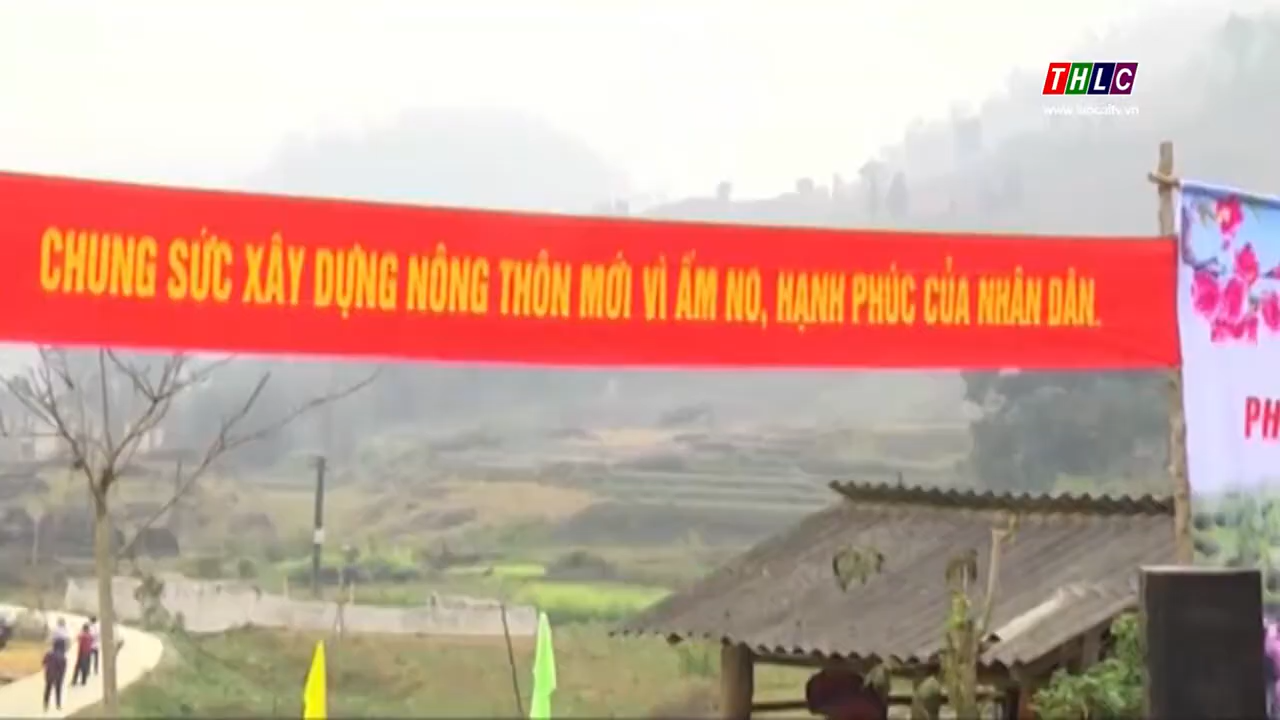 THLC
www.laocaitv.vn
CHUNG SỨC XÂY DỰNG NÔNG THÔN MỚI VÌ ẤM NO, HẠNH PHÚC CỦA NHÂN DÂN.
PH